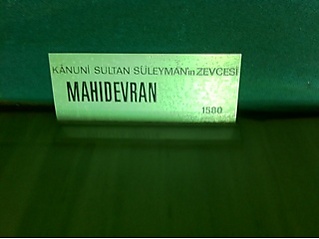 KÂNUNİ SULTAN SÜLEYMAN'ın ZEVCESİ
MAHIDEVRAN
1580